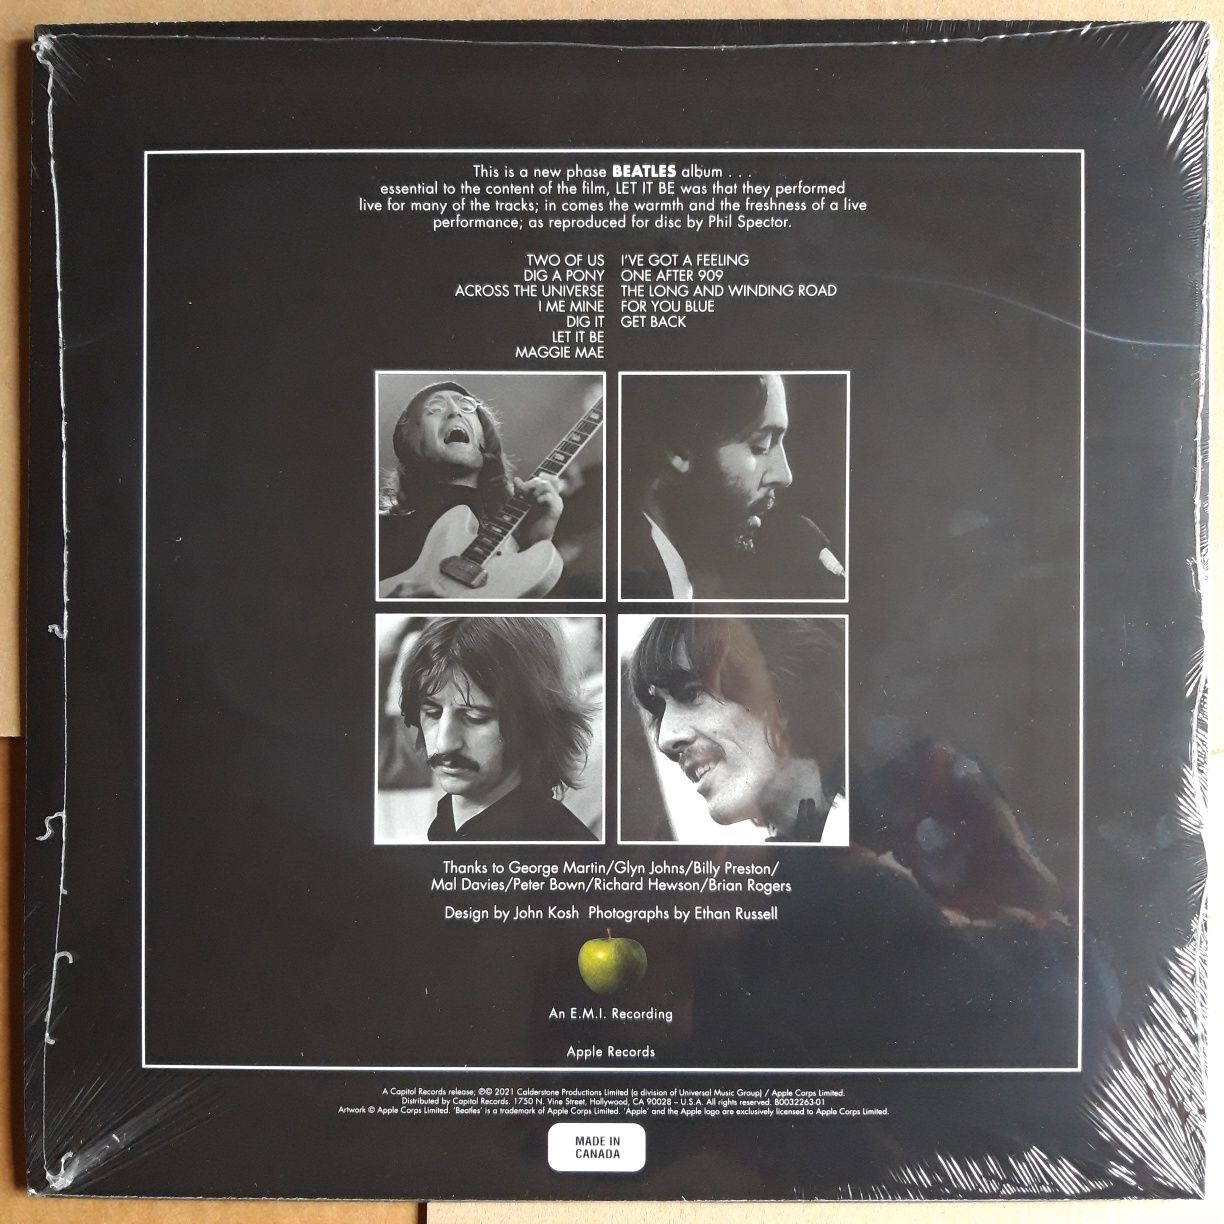 This is a new phase BEATLES album . . .
essential to the content of the film, LET IT BE was that they performed
live for many of the tracks; in comes the warmth and the freshness of a live
performance; as reproduced for disc by Phil Spector.
TWO OF US
DIG A PONY
ACROSS THE UNIVERSE
I ME MINE
DIG IT
LET IT BE
MAGGIE MAE
I'VE GOT A FEELING
ONE AFTER 909
THE LONG AND WINDING ROAD
FOR YOU BLUE
GET BACK
Thanks to George Martin/Glyn Johns/Billy Preston/
Mal Davies/Peter Bown/Richard Hewson/Brian Rogers
Design by John Kosh Photographs by Ethan Russell
An E.M.I. Recording
Apple Records
A Capitol Records release; ℗© 2021 Calderstone Productions Limited (a division of Universal Music Group) / Apple Corps Limited.
Distributed by Capitol Records. 1750 N. Vine Street, Hollywood, CA 90028 – U.S.A. All rights reserved. B0032263-01
Artwork © Apple Corps Limited. 'Beatles' is a trademark of Apple Corps Limited. 'Apple' and the Apple logo are exclusively licensed to Apple Corps Limited.
MADE IN
CANADA